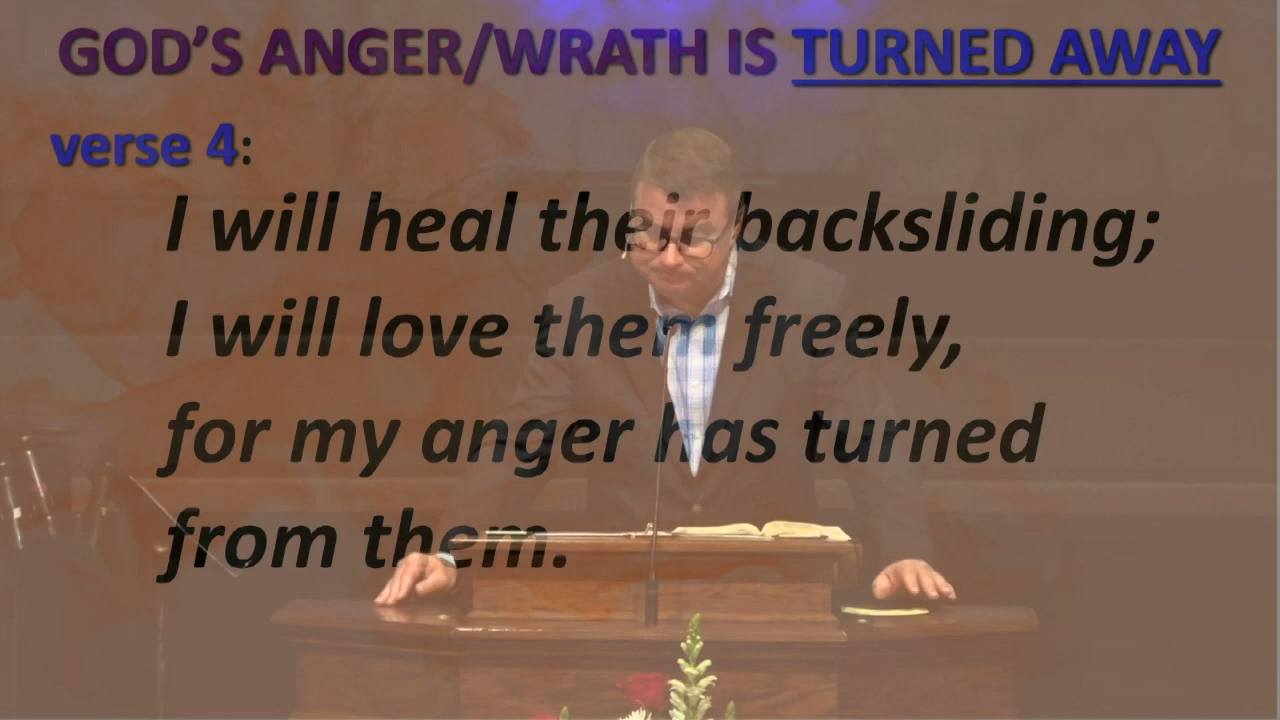 GOD’S ANGER/WRATH IS TURNED AWAY
verse 4:
I will heal their backsliding;
I will love them freely,
for my anger has turned
from them.